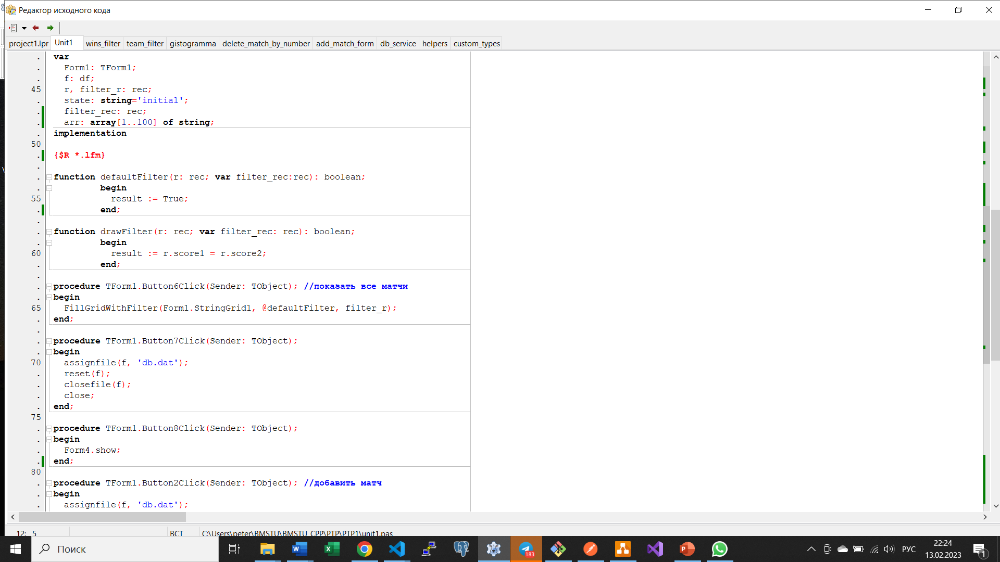 Редактор исходного кода
project1.lpr Unit1 wins_filter team_filter gistogramma delete_match_by_number add_match_form db_service helpers custom_types
. var
. Form1: TForm1;
. f: df;
45 r, filter_r: rec;
. state: string='initial';
. filter_rec: rec;
. arr: array[1..100] of string;
. implementation
50
. {$R *.lfm}
.
. function defaultFilter(r: rec; var filter_rec:rec): boolean;
. begin
55 result := True;
. end;
.
. function drawFilter(r: rec; var filter_rec: rec): boolean;
. begin
60 result := r.score1 = r.score2;
. end;
.
. procedure TForm1.Button6Click(Sender: TObject); //показать все матчи
. begin
65 FillGridWithFilter(Form1.StringGrid1, @defaultFilter, filter_r);
. end;
.
. procedure TForm1.Button7Click(Sender: TObject);
. begin
70 assignfile(f, 'db.dat');
. reset(f);
. closefile(f);
. close;
. end;
75
. procedure TForm1.Button8Click(Sender: TObject);
. begin
. Form4.show;
. end;
80
. procedure TForm1.Button2Click(Sender: TObject); //добавить матч
. begin
. assignfile(f, 'db.dat');
12: 5 ВСТ C:\Users\peter\BMSTU\BMSTU_CPP\PTP\PTP1\unit1.pas
Поиск 183 РУС 22:24
13.02.2023 1